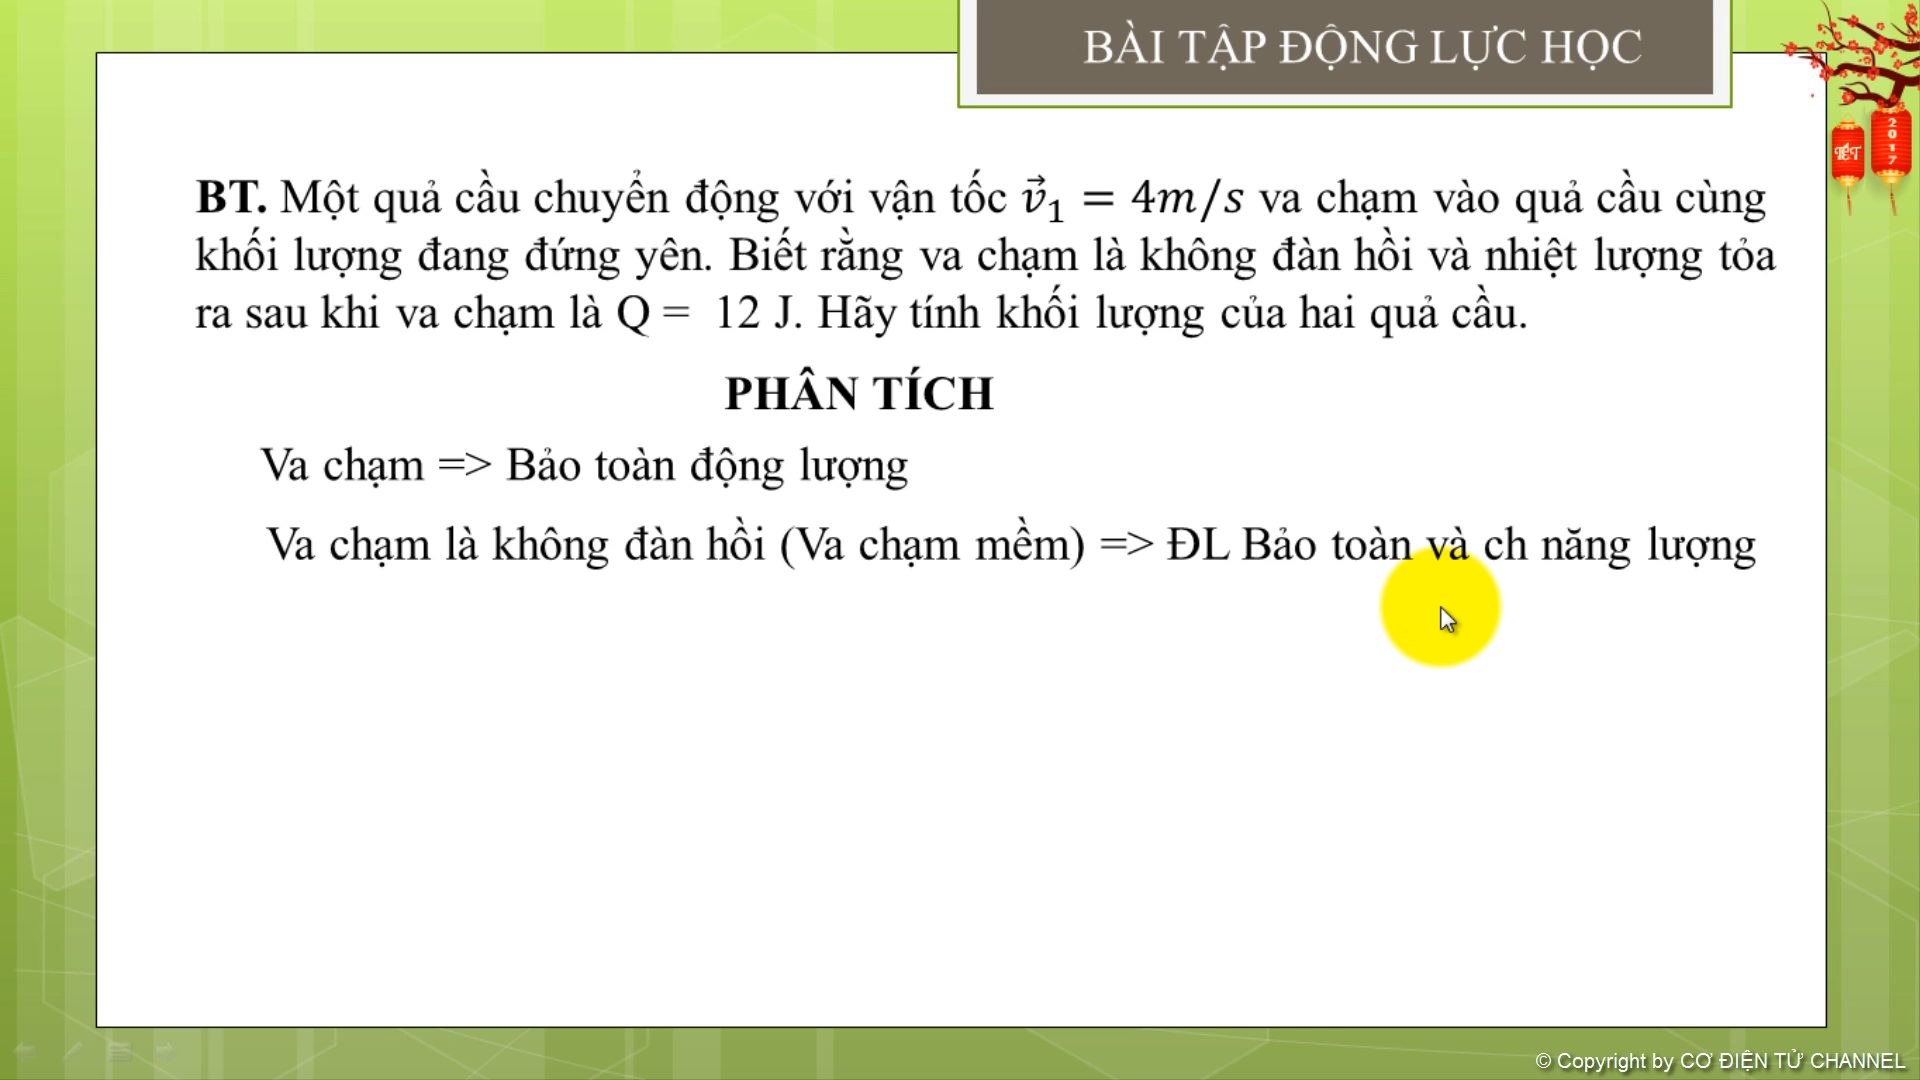 BÀI TẬP ĐỘNG LỰC HỌC
TẾT
2017
BT. Một quả cầu chuyển động với vận tốc v⃗₁ = 4m/s va chạm vào quả cầu cùng
khối lượng đang đứng yên. Biết rằng va chạm là không đàn hồi và nhiệt lượng tỏa
ra sau khi va chạm là Q = 12 J. Hãy tính khối lượng của hai quả cầu.
PHÂN TÍCH
Va chạm => Bảo toàn động lượng
Va chạm là không đàn hồi (Va chạm mềm) => ĐL Bảo toàn và ch năng lượng
© Copyright by CƠ ĐIỆN TỬ CHANNEL